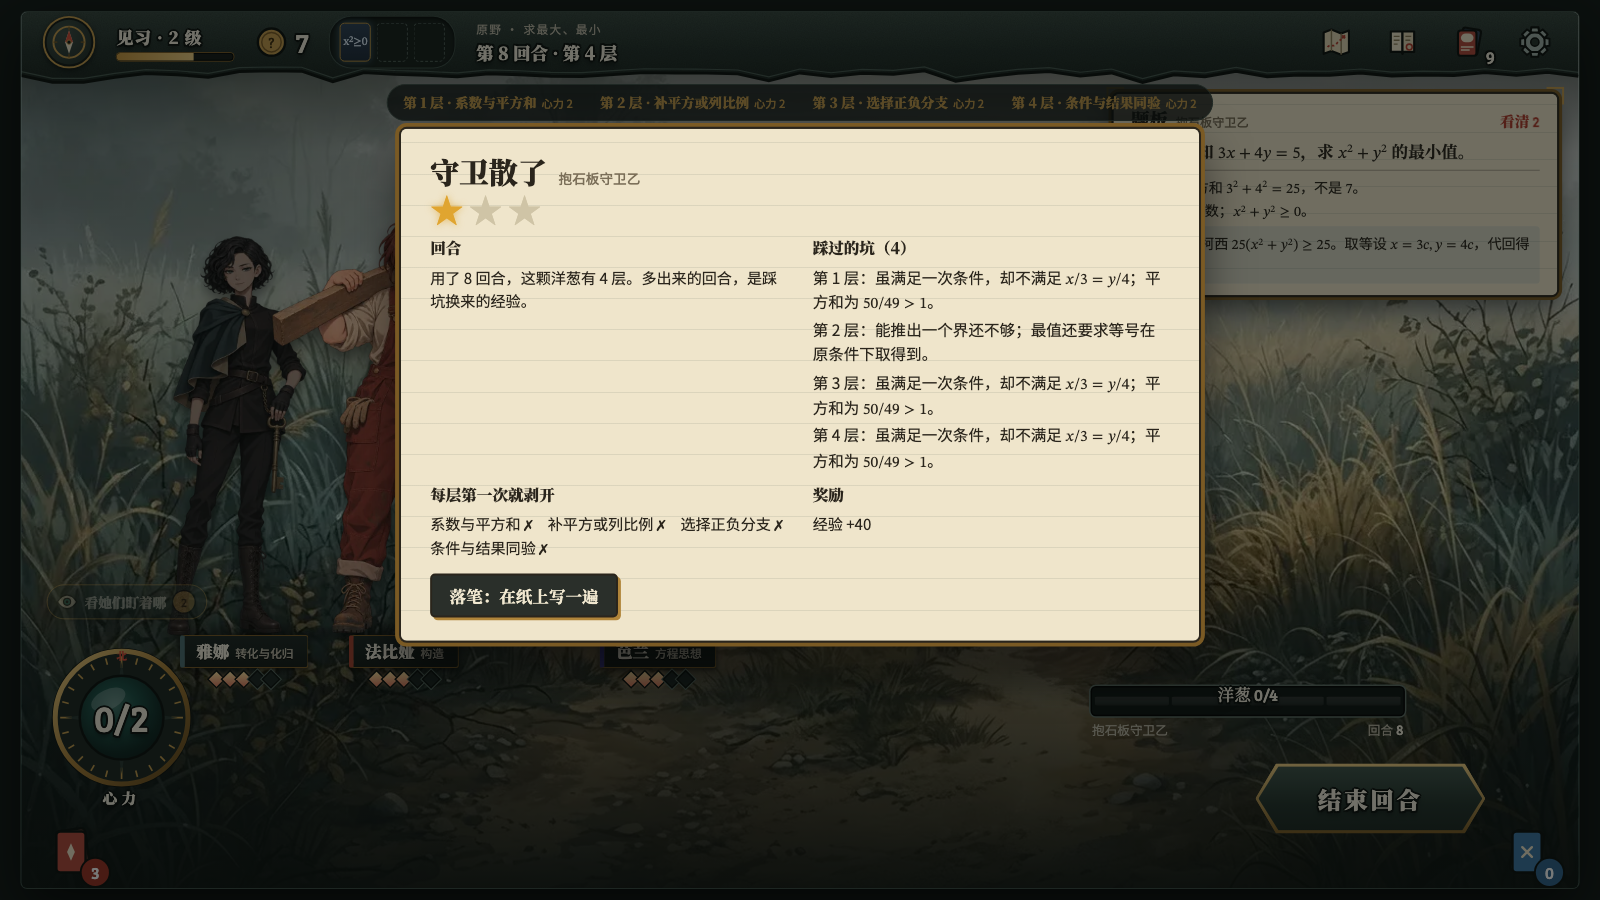 见习·2 级
? 7
x²≥0
原野 · 求最大、最小
第 8 回合·第 4 层
9
第 1 层·系数与平方和 心力 2
第 2 层·补平方或列比例 心力 2
第 3 层·选择正负分支 心力 2
第 4 层·条件与结果同验 心力 2
抱石板守卫乙
看清 2
3x + 4y = 5，求 x² + y² 的最小值。
和 3² + 4² = 25，不是 7。
数；x² + y² ≥ 0。
柯西 25(x² + y²) ≥ 25。取等设 x = 3c, y = 4c，代回得
守卫散了 抱石板守卫乙
回合
用了 8 回合，这颗洋葱有 4 层。多出来的回合，是踩
坑换来的经验。
踩过的坑（4）
第 1 层：虽满足一次条件，却不满足 x/3 = y/4；平
方和为 50/49 > 1。
第 2 层：能推出一个界还不够；最值还要求等号在
原条件下取得到。
第 3 层：虽满足一次条件，却不满足 x/3 = y/4；平
方和为 50/49 > 1。
第 4 层：虽满足一次条件，却不满足 x/3 = y/4；平
方和为 50/49 > 1。
每层第一次就剥开
系数与平方和✗ 补平方或列比例✗ 选择正负分支✗
条件与结果同验✗
奖励
经验 +40
落笔：在纸上写一遍
看她们盯着哪 2
雅娜 转化与化归
法比娅 构造
芭兰 方程思想
0/2
心力
洋葱 0/4
抱石板守卫乙
回合 8
结束回合
3
0